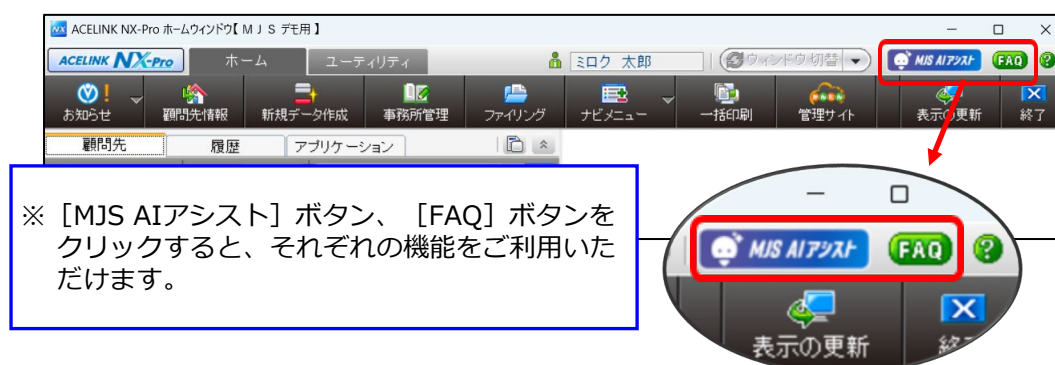 ACELINK NX-Pro ホームウィンドウ【 M J S デモ用 】
ACELINK NX-Pro ホーム ユーティリティ ミロク 太郎 ウィンドウ切替 MJS AIアシスト FAQ ?
お知らせ 顧問先情報 新規データ作成 事務所管理 ファイリング ナビメニュー 一括印刷 管理サイト 表示の更新 終了
顧問先 履歴 アプリケーション
※［MJS AIアシスト］ボタン、［FAQ］ボタンを
クリックすると、それぞれの機能をご利用いた
だけます。
MJS AIアシスト FAQ ?
表示の更新 終